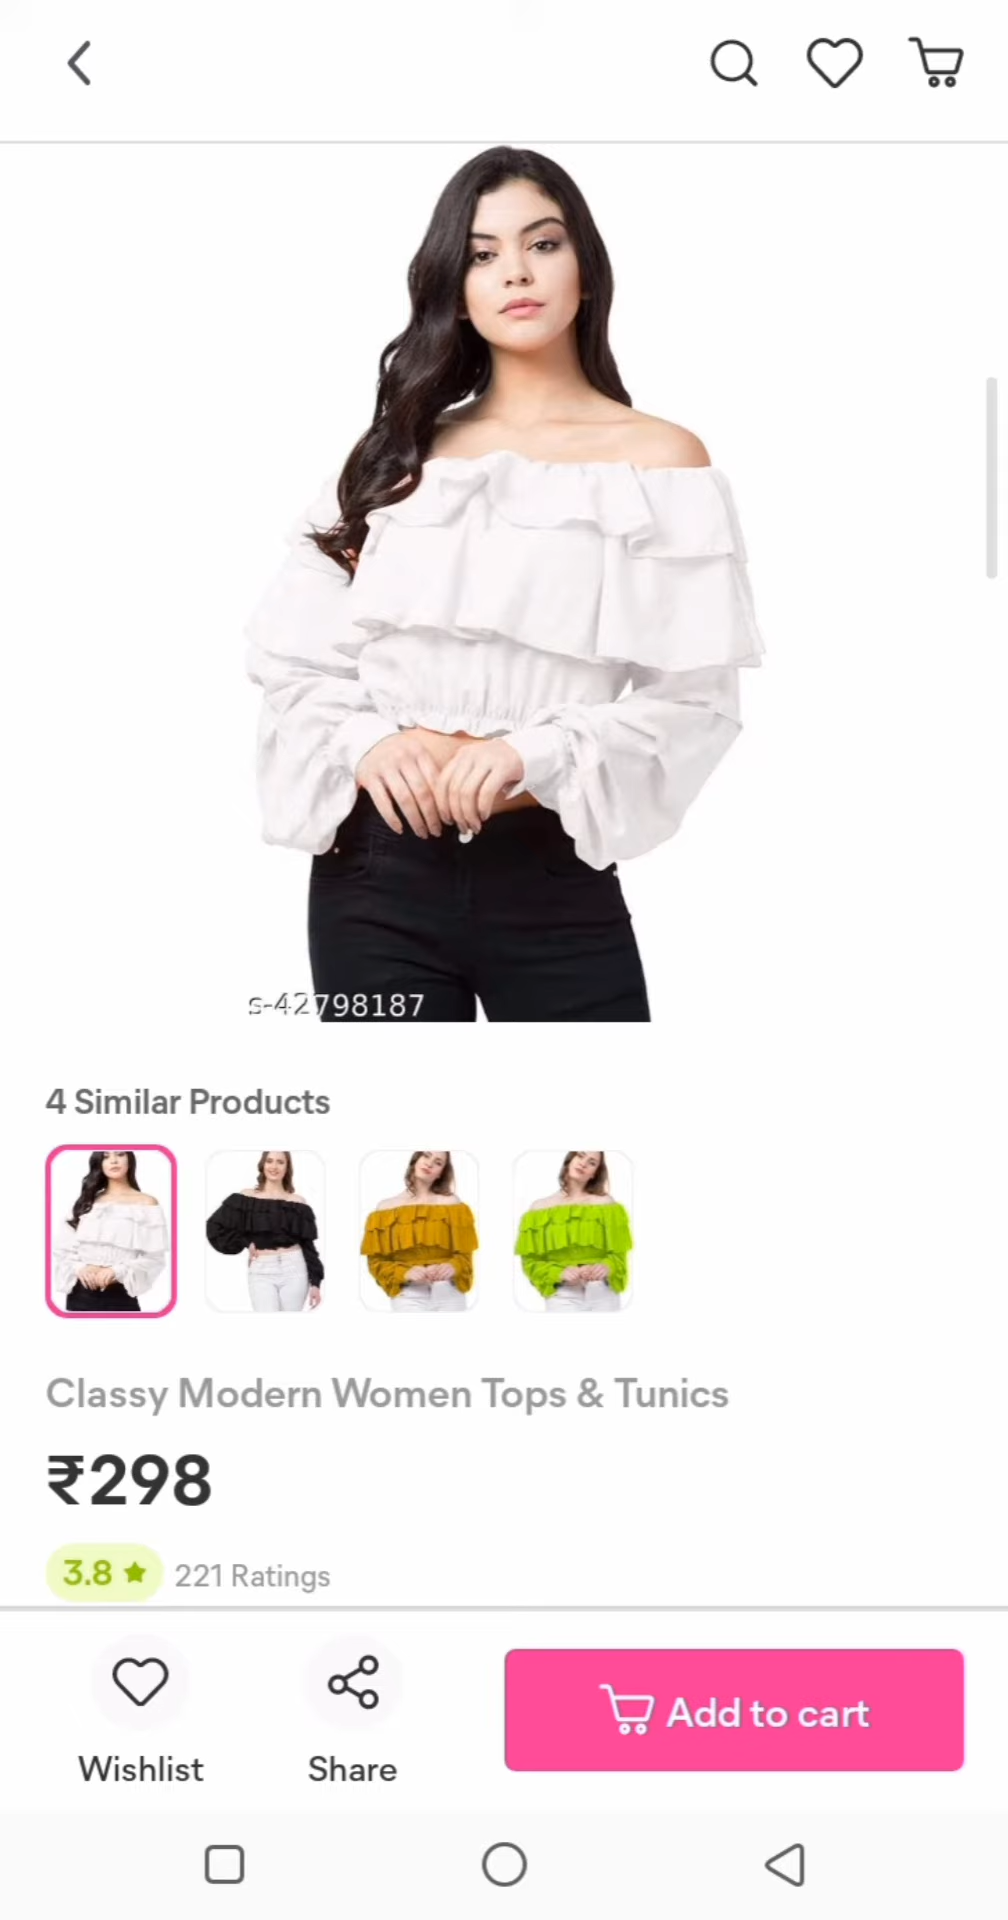 s-42798187
4 Similar Products
Classy Modern Women Tops & Tunics
₹298
3.8 ★ 221 Ratings
Add to cart
Wishlist Share